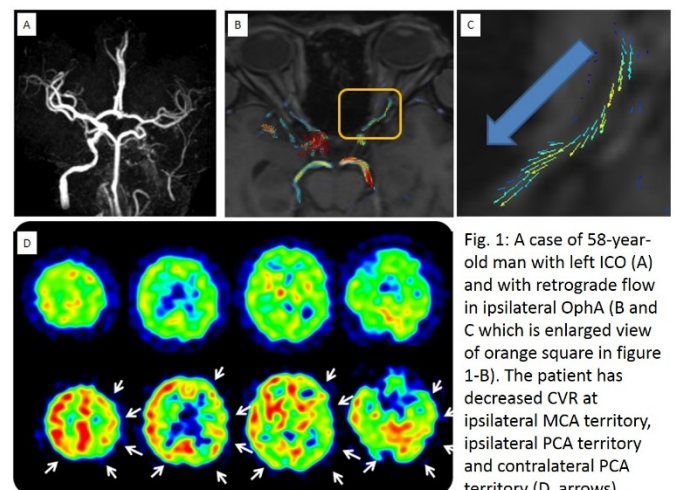 A
B
C
D
Fig. 1: A case of 58-year-
old man with left ICO (A)
and with retrograde flow
in ipsilateral OphA (B and
C which is enlarged view
of orange square in figure
1-B). The patient has
decreased CVR at
ipsilateral MCA territory,
ipsilateral PCA territory
and contralateral PCA
territory (D, arrows)